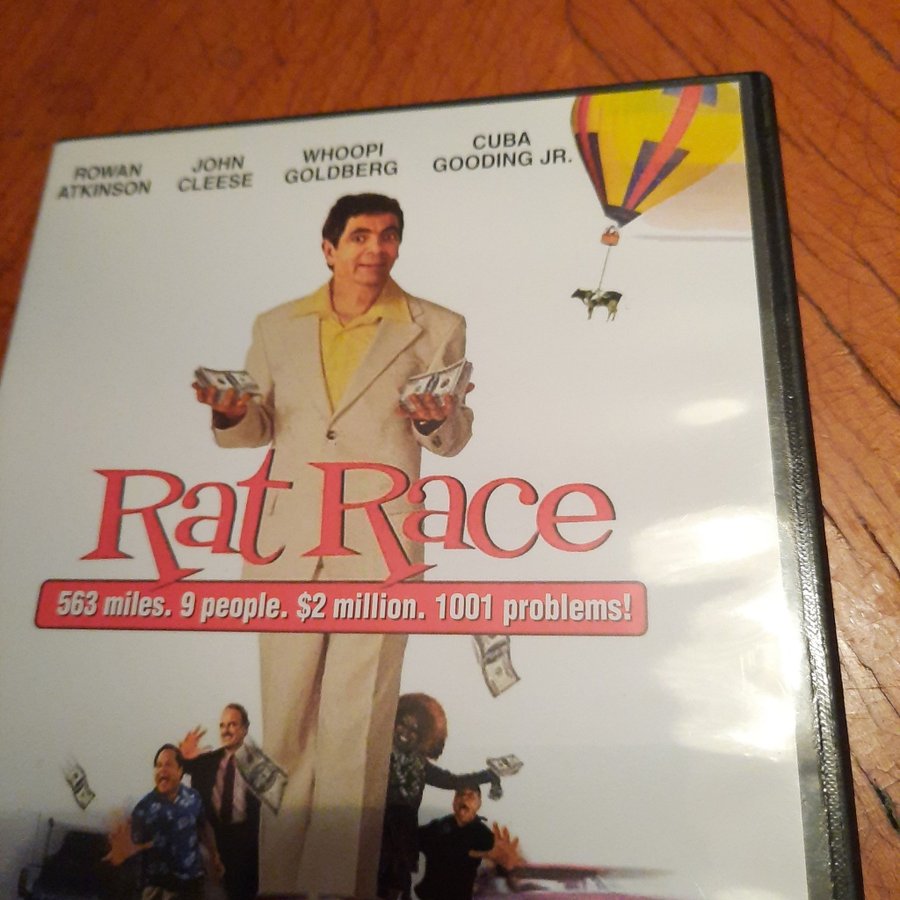 ROWAN
ATKINSON
JOHN
CLEESE
WHOOPI
GOLDBERG
CUBA
GOODING JR.
Rat Race
563 miles. 9 people. $2 million. 1001 problems!